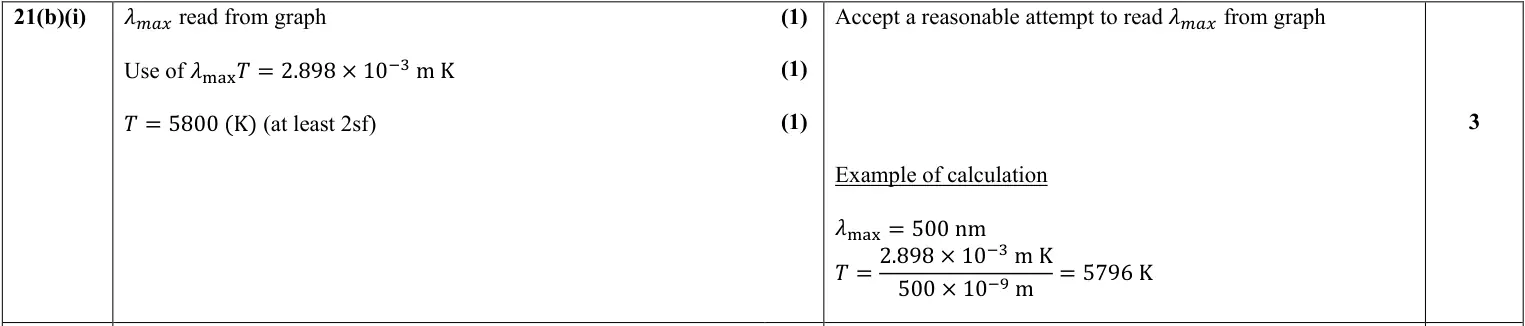 21(b)(i) λmax read from graph (1) Accept a reasonable attempt to read λmax from graph
Use of λmaxT = 2.898 × 10⁻³ m K (1)
T = 5800 (K) (at least 2sf) (1) 3
Example of calculation
λmax = 500 nm
T = 2.898 × 10⁻³ m K / 500 × 10⁻⁹ m = 5796 K